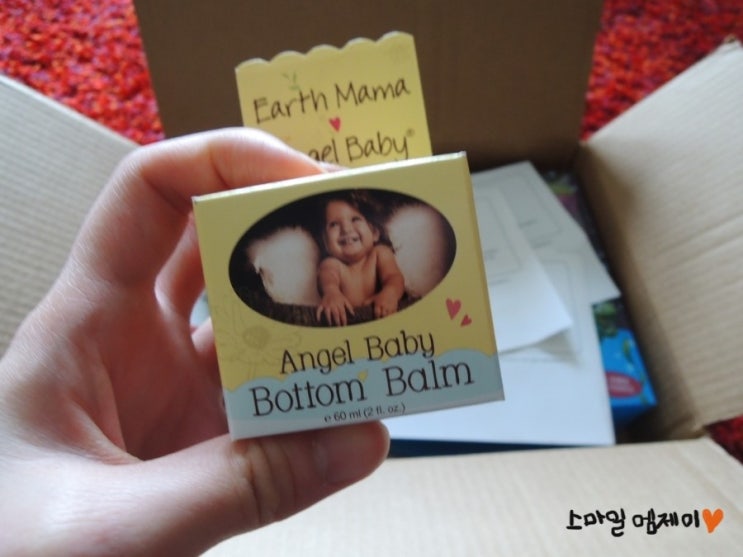 Earth Mama
Angel Baby®
Angel Baby
Bottom Balm
e 60 ml (2 fl. oz.)
스마일 엠제이